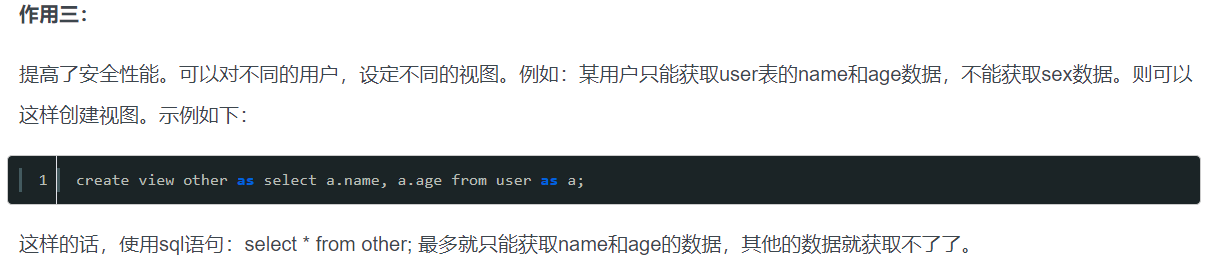 作用三：
提高了安全性能。可以对不同的用户，设定不同的视图。例如：某用户只能获取user表的name和age数据，不能获取sex数据。则可以
这样创建视图。示例如下：
1 create view other as select a.name, a.age from user as a;
这样的话，使用sql语句：select * from other; 最多就只能获取name和age的数据，其他的数据就获取不了了。